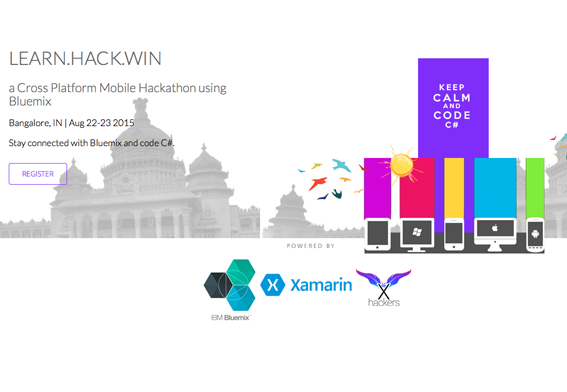 LEARN.HACK.WIN
a Cross Platform Mobile Hackathon using
Bluemix
Bangalore, IN | Aug 22-23 2015
Stay connected with Bluemix and code C#.
REGISTER
KEEP
CALM
AND
CODE
C#
POWERED BY
IBM Bluemix™
X Xamarin
X
hackers